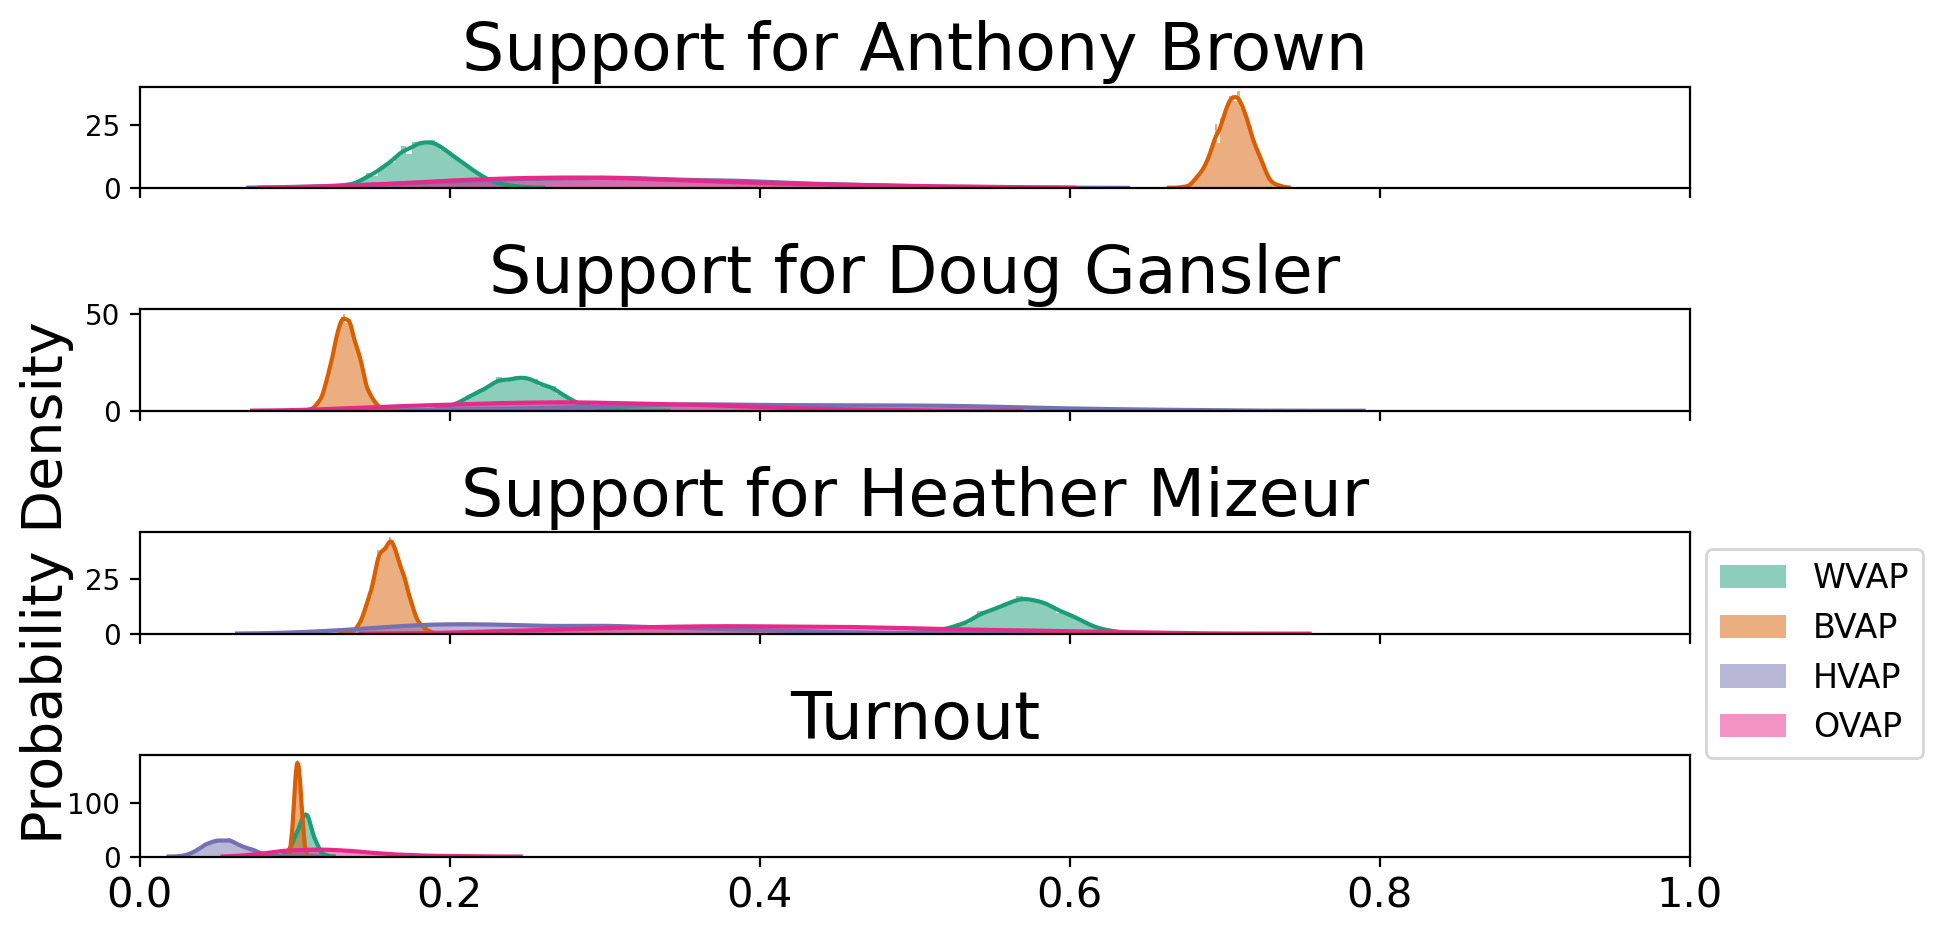 Support for Anthony Brown
25
0
Support for Doug Gansler
50
0
Support for Heather Mizeur
25
0
Turnout
100
0
0.0 0.2 0.4 0.6 0.8 1.0
Probability Density
WVAP
BVAP
HVAP
OVAP